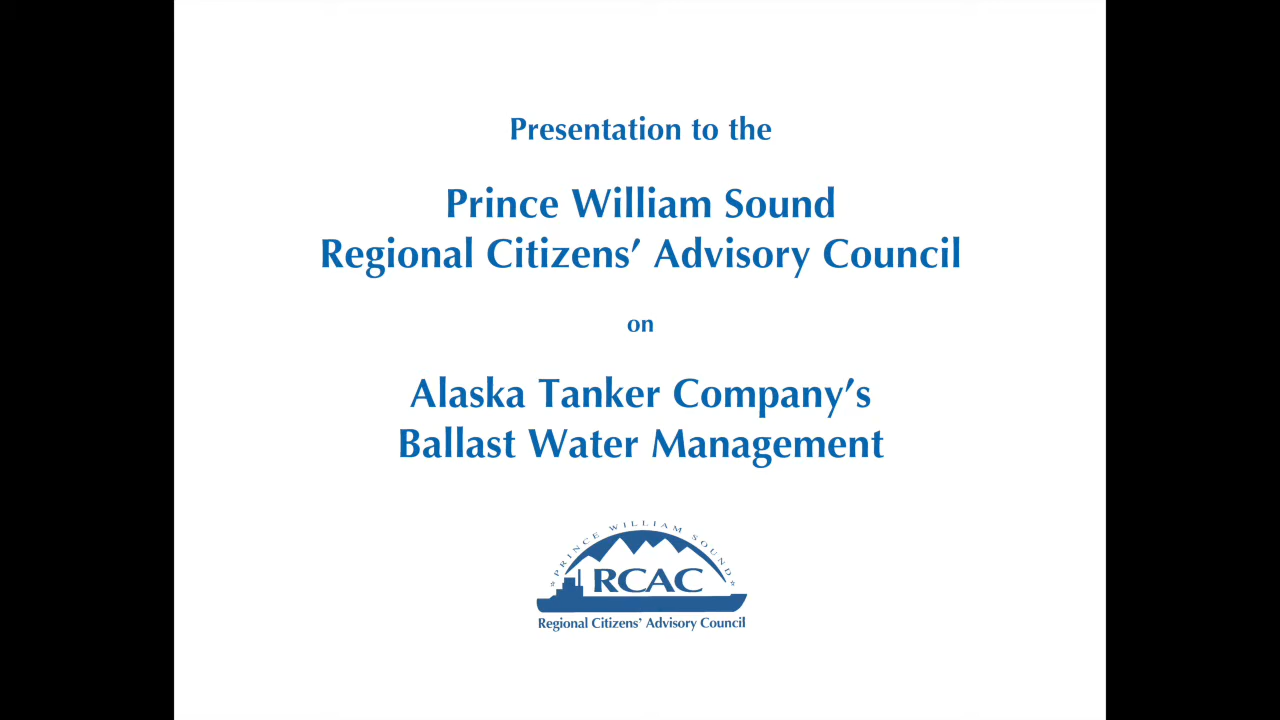 Presentation to the
Prince William Sound
Regional Citizens’ Advisory Council
on
Alaska Tanker Company’s
Ballast Water Management
PRINCE WILLIAM SOUND
RCAC
Regional Citizens’ Advisory Council